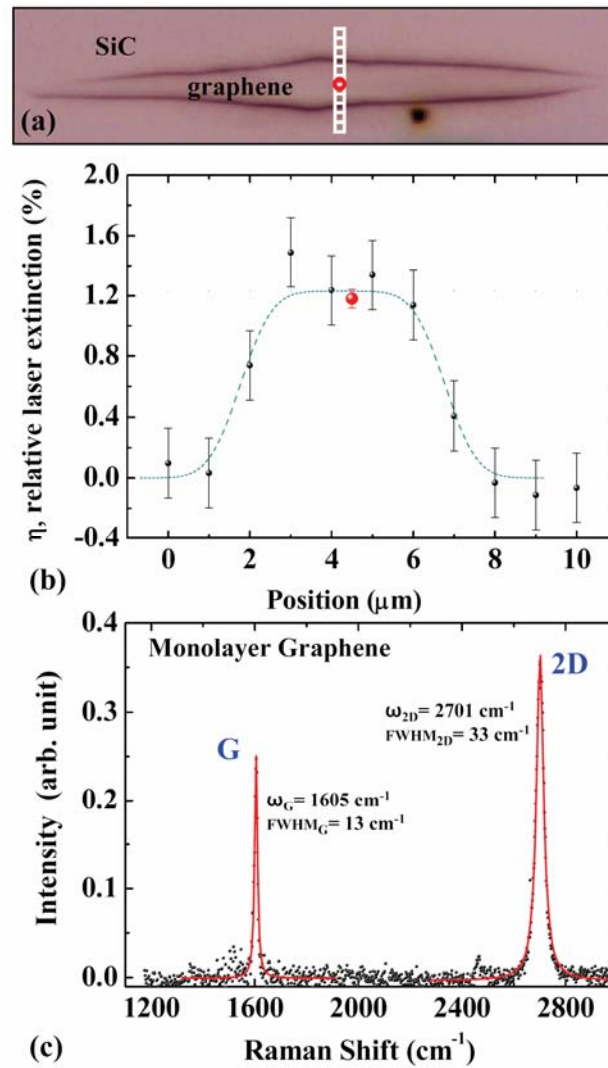 SiC
graphene
(a)
η, relative laser extinction (%)
2.0
1.6
1.2
0.8
0.4
0.0
-0.4
0 2 4 6 8 10
(b)
Position (μm)
Intensity (arb. unit)
0.4
0.3
0.2
0.1
0.0
Monolayer Graphene
2D
ω2D= 2701 cm-1
FWHM2D= 33 cm-1
G
ωG= 1605 cm-1
FWHMG= 13 cm-1
1200 1600 2000 2400 2800
(c)
Raman Shift (cm-1)